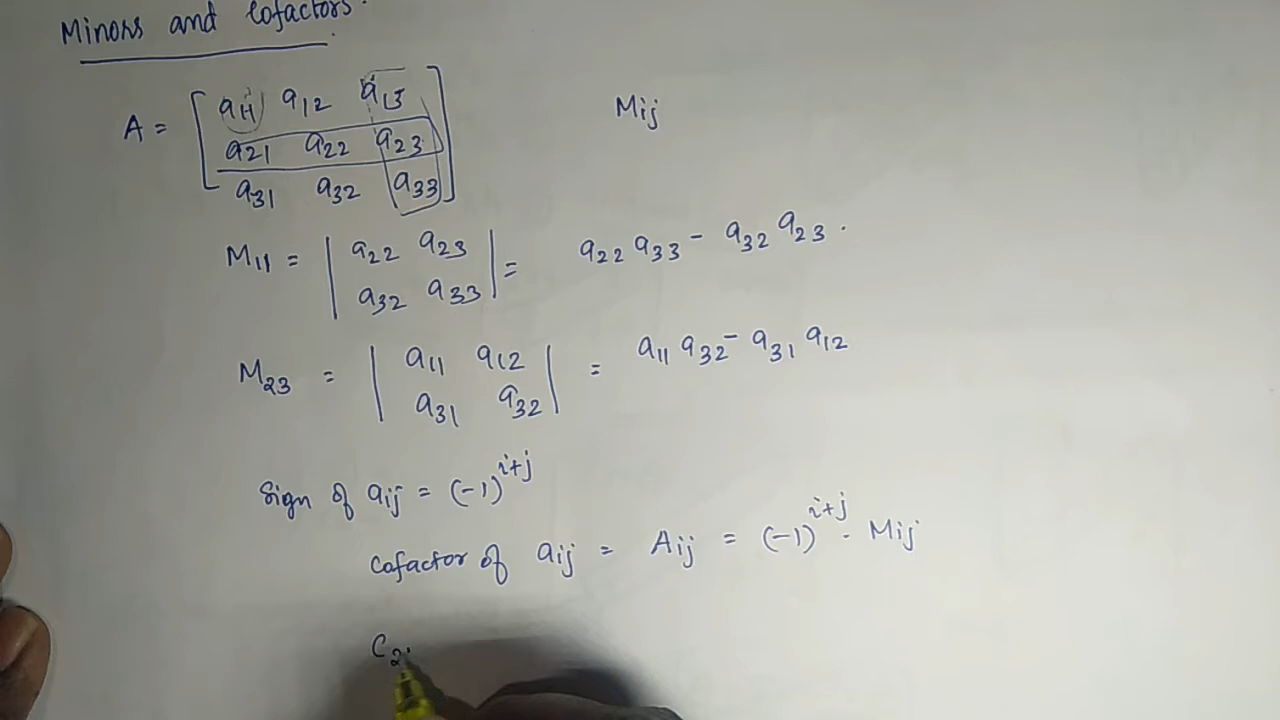 Minors and Cofactors.
A = [ a11 a12 a13
a21 a22 a23
a31 a32 a33 ]
Mij
M11 = | a22 a23
a32 a33 | = a22 a33 - a32 a23.
M23 = | a11 a12
a31 a32 | = a11 a32 - a31 a12
Sign of aij = (-1)^i+j
Cofactor of aij = Aij = (-1)^i+j . Mij
C2